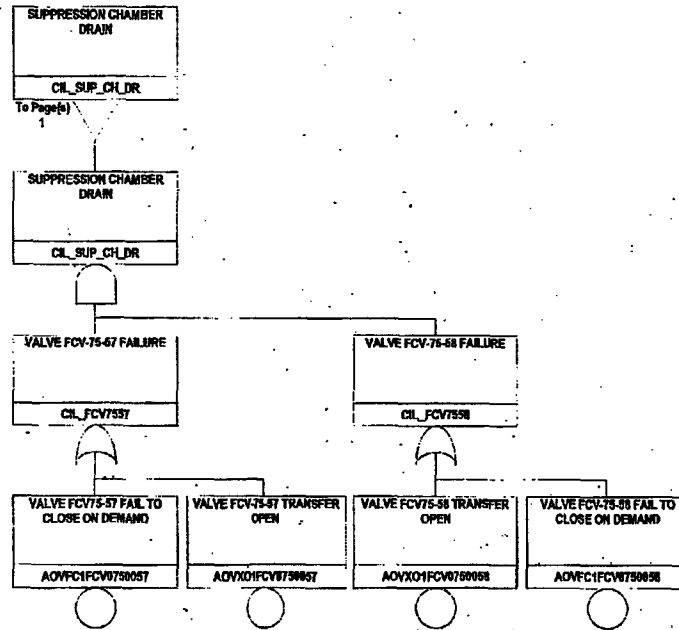 SUPPRESSION CHAMBER
DRAIN
CIL_SUP_CH_DR
To Page(s)
1
SUPPRESSION CHAMBER
DRAIN
CIL_SUP_CH_DR
VALVE FCV-75-57 FAILURE
VALVE FCV-75-58 FAILURE
CIL_FCV7557
CIL_FCV7558
VALVE FCV75-57 FAIL TO
CLOSE ON DEMAND
VALVE FCV-75-57 TRANSFER
OPEN
VALVE FCV75-58 TRANSFER
OPEN
VALVE FCV-75-58 FAIL TO
CLOSE ON DEMAND
AOVFC1FCV0750057
AOVXO1FCV0750057
AOVXO1FCV0750058
AOVFC1FCV0750058